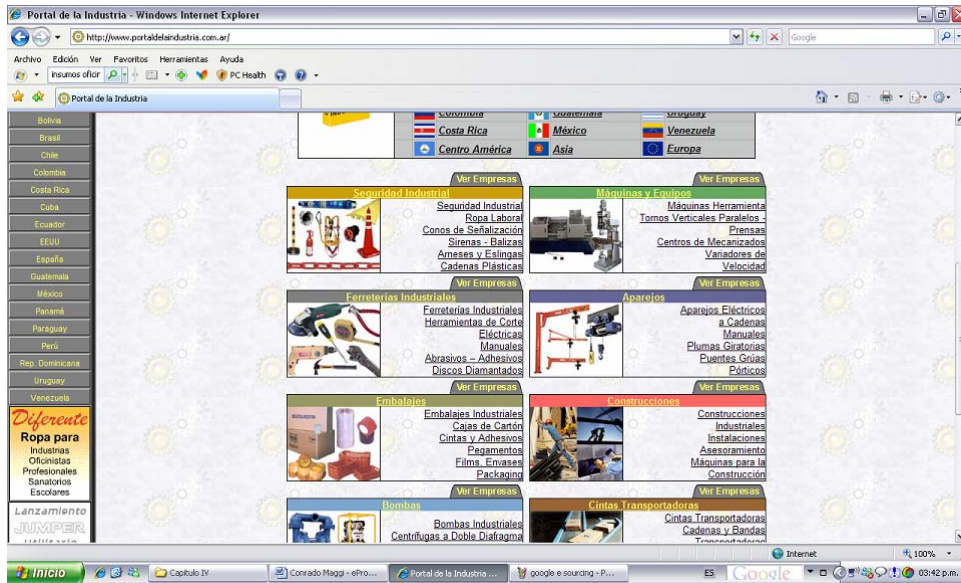 Portal de la Industria - Windows Internet Explorer
http://www.portaldelaindustria.com.ar/
Google
Archivo Edición Ver Favoritos Herramientas Ayuda
insumos oficir
PC Health
Portal de la Industria
Bolivia
Brasil
Chile
Colombia
Costa Rica
Cuba
Ecuador
EEUU
España
Guatemala
México
Panamá
Paraguay
Perú
Rep. Dominicana
Uruguay
Venezuela
Diferente
Ropa para
Industrias
Oficinistas
Profesionales
Sanatorios
Escolares
Lanzamiento
JUMPER
Colombia Guatemala Uruguay
Costa Rica México Venezuela
Centro América Asia Europa
Ver Empresas
Seguridad Industrial
Seguridad Industrial
Ropa Laboral
Conos de Señalización
Sirenas - Balizas
Arneses y Eslingas
Cadenas Plásticas
Ver Empresas
Máquinas y Equipos
Máquinas Herramienta
Tornos Verticales Paralelos -
Prensas
Centros de Mecanizados
Variadores de
Velocidad
Ver Empresas
Ferreterías Industriales
Ferreterías Industriales
Herramientas de Corte
Eléctricas
Manuales
Abrasivos – Adhesivos
Discos Diamantados
Ver Empresas
Aparejos
Aparejos Eléctricos
a Cadenas
Manuales
Plumas Giratorias
Puentes Grúas
Pórticos
Ver Empresas
Embalajes
Embalajes Industriales
Cajas de Cartón
Cintas y Adhesivos
Pegamentos
Films. Envases
Packaging
Ver Empresas
Construcciones
Construcciones
Industriales
Instalaciones
Asesoramiento
Máquinas para la
Construcción
Ver Empresas
Bombas
Bombas Industriales
Centrífugas a Doble Diafragma
Ver Empresas
Cintas Transportadoras
Cintas Transportadoras
Cadenas y Bandas
Transportadoras
Internet
100%
Inicio
Capitulo IV
Conrado Maggi - ePro...
Portal de la Industria ...
google e sourcing - P...
ES
Google
03:42 p.m.